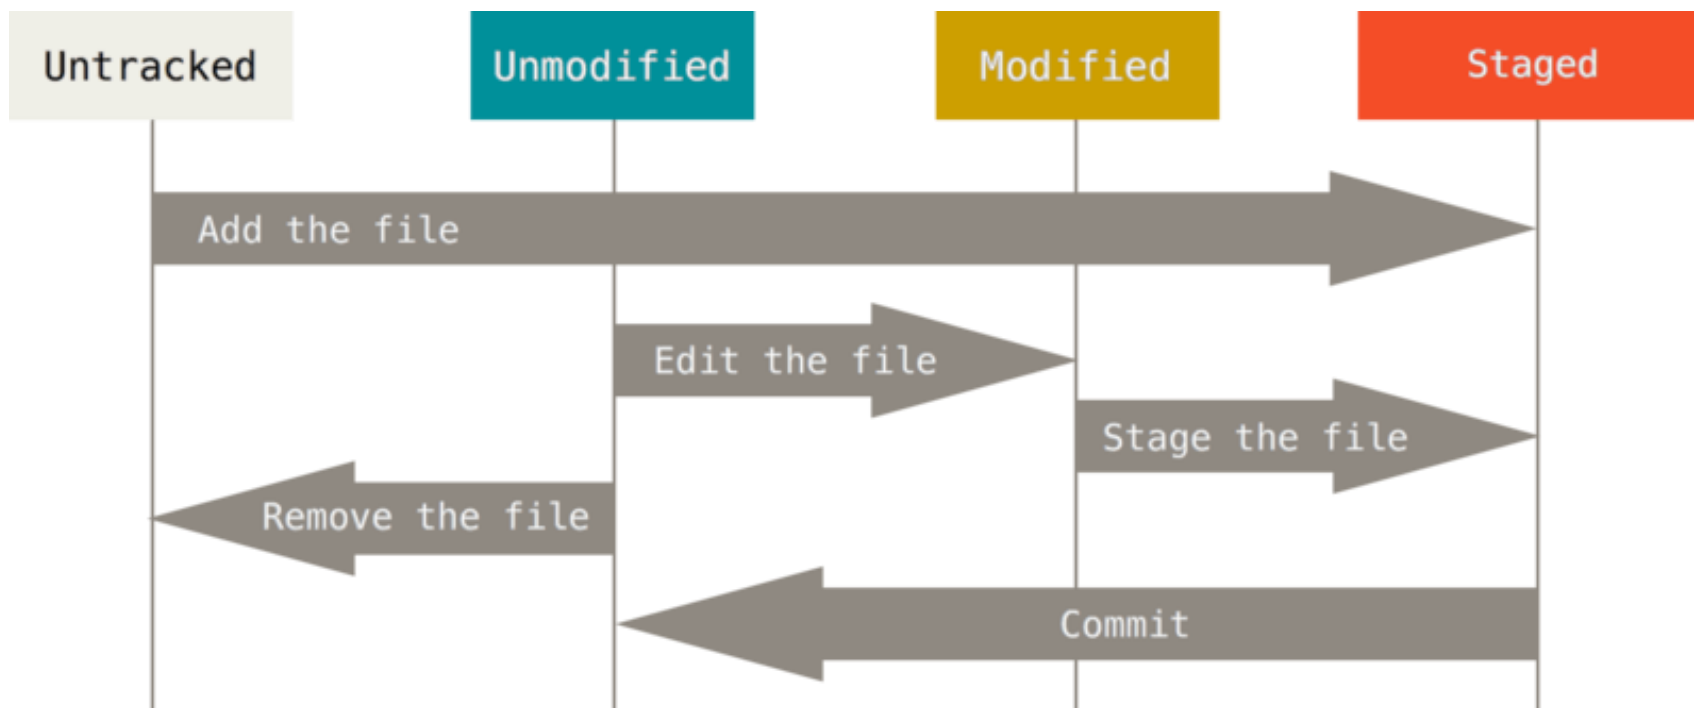 Untracked
Unmodified
Modified
Staged
Add the file
Edit the file
Stage the file
Remove the file
Commit